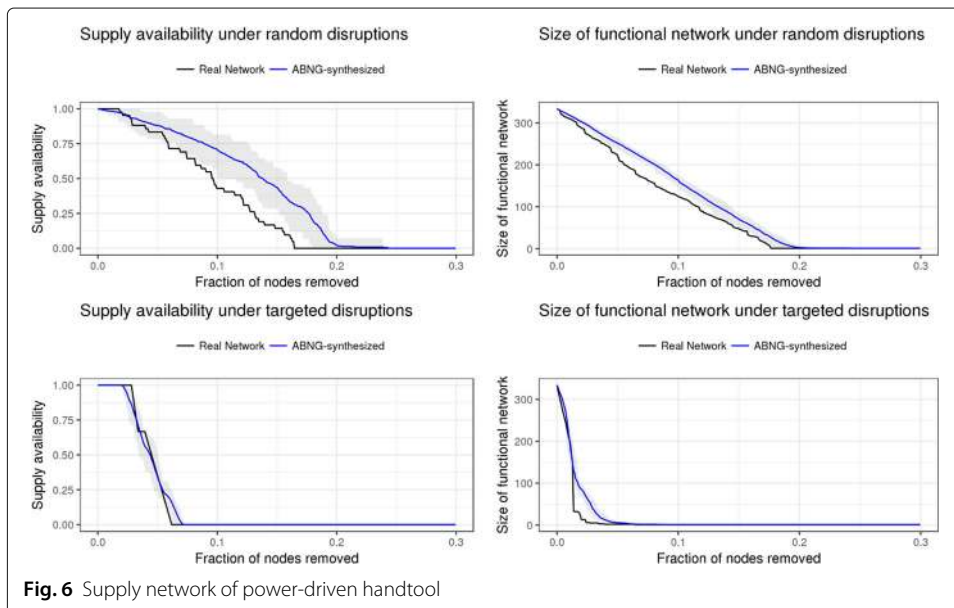 Supply availability under random disruptions
Real Network ABNG-synthesized
1.00
0.75
0.50
0.25
0.00
Supply availability
0.0 0.1 0.2 0.3
Fraction of nodes removed
Size of functional network under random disruptions
Real Network ABNG-synthesized
300
200
100
0
Size of functional network
0.0 0.1 0.2 0.3
Fraction of nodes removed
Supply availability under targeted disruptions
Real Network ABNG-synthesized
1.00
0.75
0.50
0.25
0.00
Supply availability
0.0 0.1 0.2 0.3
Fraction of nodes removed
Size of functional network under targeted disruptions
Real Network ABNG-synthesized
300
200
100
0
Size of functional network
0.0 0.1 0.2 0.3
Fraction of nodes removed
Fig. 6 Supply network of power-driven handtool